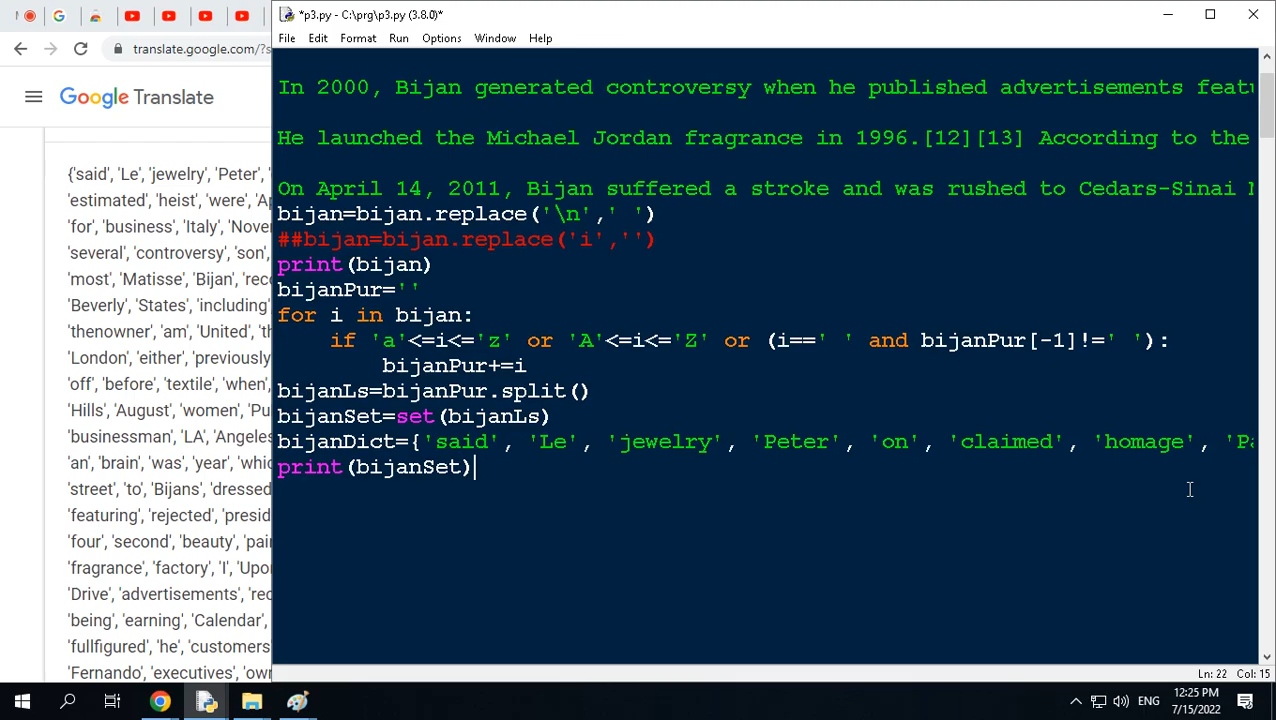 *p3.py - C:\prg\p3.py (3.8.0)*
File Edit Format Run Options Window Help
translate.google.com/?s
Google Translate
{'said', 'Le', 'jewelry', 'Peter'
'estimated', 'heist', 'were',
for', 'business', 'Italy',
'several', 'controversy', 'son'
'most', 'Matisse', 'Bijan',
'Beverly', 'States', 'including'
'thenowner', 'am', 'United',
'London', 'either', 'previously
'off', 'before', 'textile', 'when',
Hills', 'August', 'women',
'businessman', 'LA', 'Angeles
'an', 'brain', 'was', 'year',
street', 'to', 'Bijans', 'dressed
'featuring', 'rejected',
'four', 'second', 'beauty',
'fragrance', 'factory', 'I',
'Drive', 'advertisements',
'being', 'earning', 'Calendar'
'fullfigured', 'he', 'customers
'Fernando', 'executives',
In 2000, Bijan generated controversy when he published advertisements
He launched the Michael Jordan fragrance in 1996.[12][13] According to the
On April 14, 2011, Bijan suffered a stroke and was rushed to Cedars-Sinai
bijan=bijan.replace('\n',' ')
##bijan=bijan.replace('i','')
print(bijan)
bijanPur=''
for i in bijan:
if 'a'<=i<='z' or 'A'<=i<='Z' or (i==' ' and bijanPur[-1]!=' '):
bijanPur+=i
bijanLs=bijanPur.split()
bijanSet=set(bijanLs)
bijanDict={'said', 'Le', 'jewelry', 'Peter', 'on', 'claimed', 'homage',
print(bijanSet)
Ln: 22 Col: 15
ENG
12:25 PM
7/15/2022